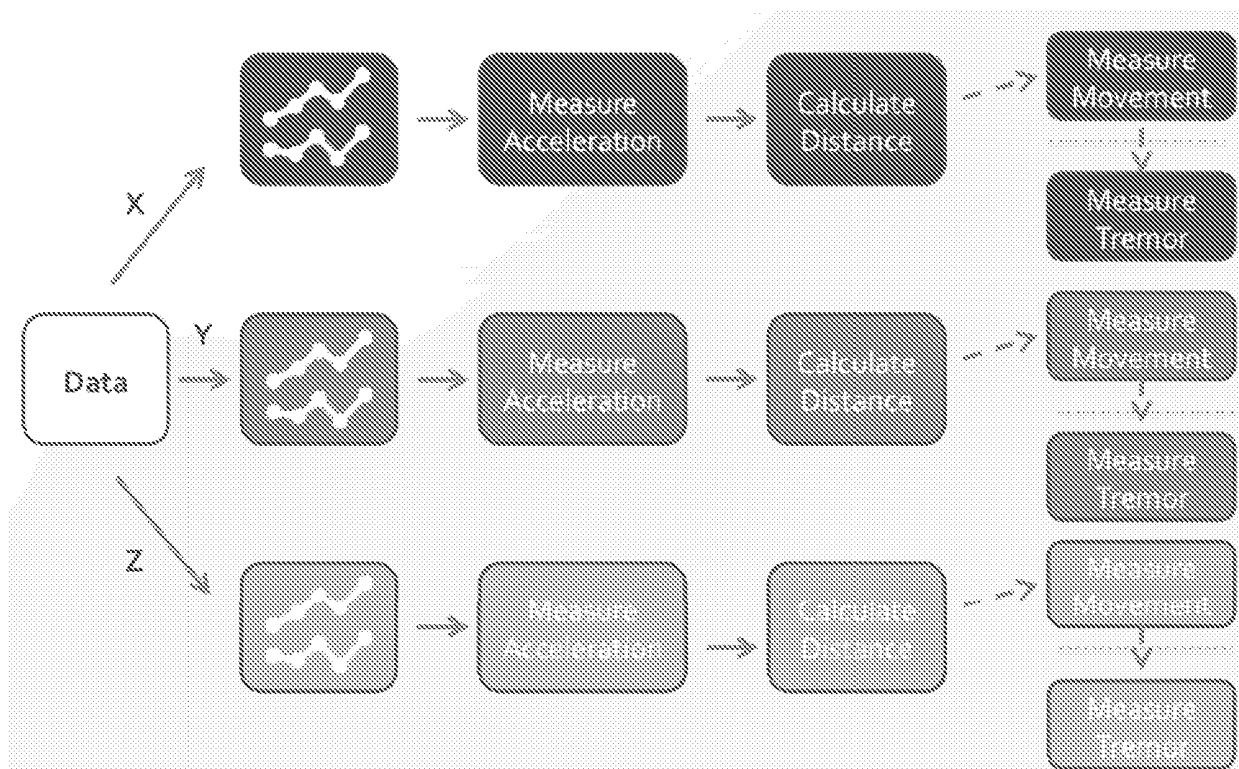 X
Measure
Acceleration
Calculate
Distance
Measure
Movement
Measure
Tremor
Data
Y
Measure
Acceleration
Calculate
Distance
Measure
Movement
Measure
Tremor
Z
Measure
Acceleration
Calculate
Distance
Measure
Movement
Measure
Tremor